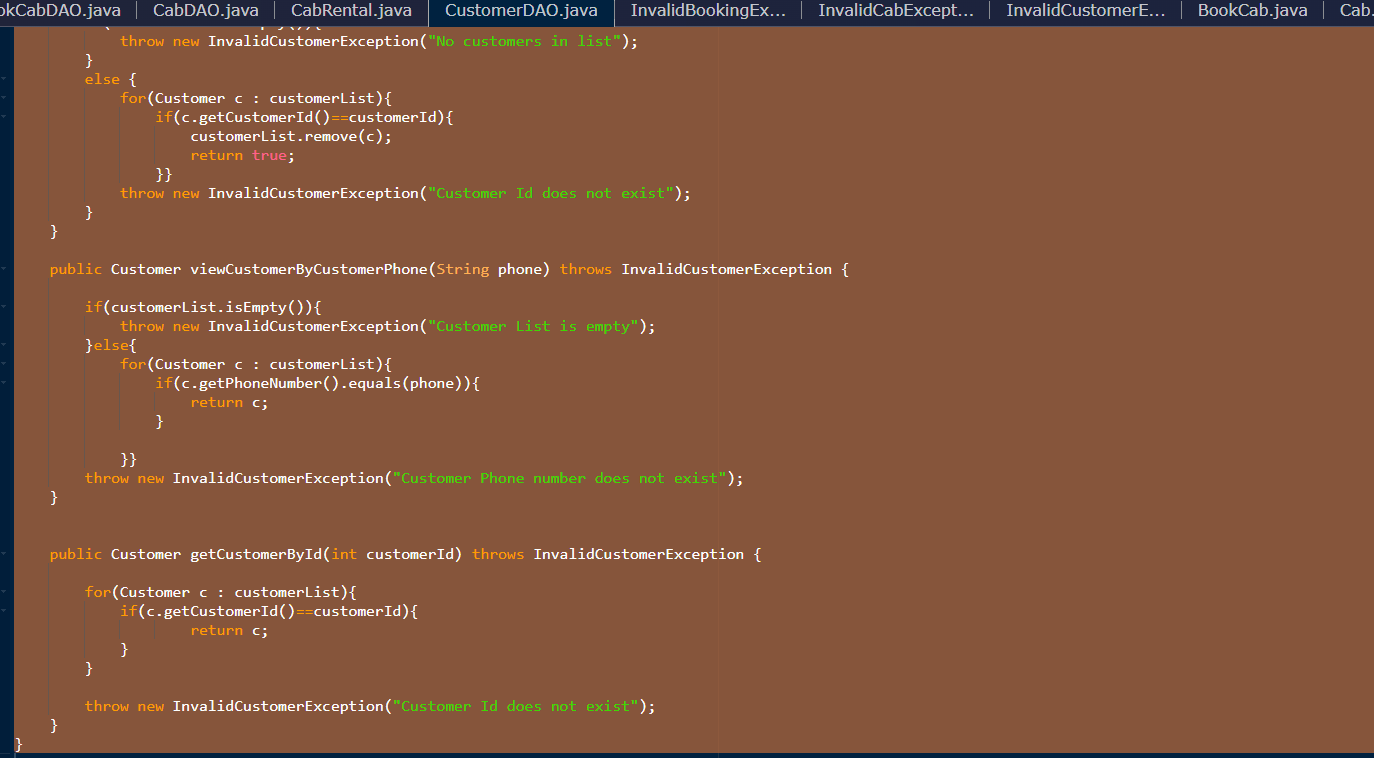 okCabDAO.java CabDAO.java CabRental.java CustomerDAO.java InvalidBookingEx... InvalidCabExcept... InvalidCustomerE... BookCab.java Cab.
throw new InvalidCustomerException("No customers in list");
}
else {
for(Customer c : customerList){
if(c.getCustomerId()==customerId){
customerList.remove(c);
return true;
}}
throw new InvalidCustomerException("Customer Id does not exist");
}
}
public Customer viewCustomerByCustomerPhone(String phone) throws InvalidCustomerException {
if(customerList.isEmpty()){
throw new InvalidCustomerException("Customer List is empty");
}else{
for(Customer c : customerList){
if(c.getPhoneNumber().equals(phone)){
return c;
}
}}
throw new InvalidCustomerException("Customer Phone number does not exist");
}
public Customer getCustomerById(int customerId) throws InvalidCustomerException {
for(Customer c : customerList){
if(c.getCustomerId()==customerId){
return c;
}
}
throw new InvalidCustomerException("Customer Id does not exist");
}
}